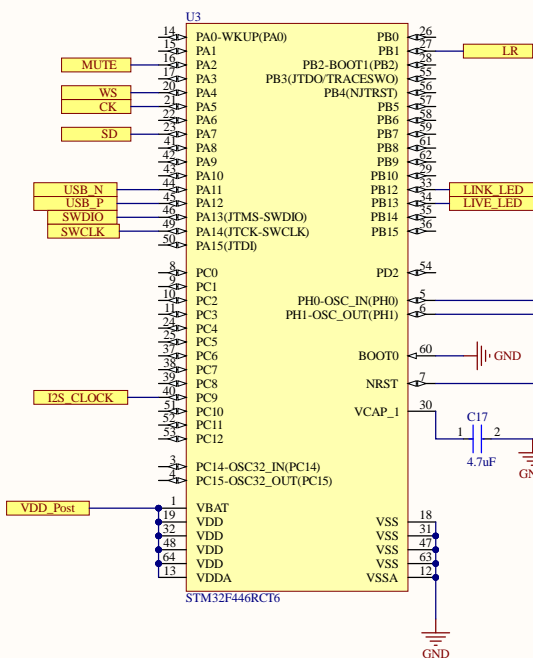 U3
14 PA0-WKUP(PA0) PB0 26
15 PA1 PB1 27 LR
MUTE 16 PA2 PB2-BOOT1(PB2) 28
17 PA3 PB3(JTDO/TRACESWO) 55
WS 20 PA4 PB4(NJTRST) 56
CK 21 PA5 PB5 57
22 PA6 PB6 58
SD 23 PA7 PB7 59
41 PA8 PB8 61
42 PA9 PB9 62
43 PA10 PB10 29
USB_N 44 PA11 PB12 33 LINK_LED
USB_P 45 PA12 PB13 34 LIVE_LED
SWDIO 46 PA13(JTMS-SWDIO) PB14 35
SWCLK 49 PA14(JTCK-SWCLK) PB15 36
50 PA15(JTDI)
8 PC0 PD2 54
9 PC1
10 PC2 PH0-OSC_IN(PH0) 5
11 PC3 PH1-OSC_OUT(PH1) 6
24 PC4
25 PC5
37 PC6 BOOT0 60 GND
38 PC7
39 PC8 NRST 7
I2S_CLOCK 40 PC9
51 PC10 VCAP_1 30
52 PC11 C17
53 PC12 1 2
4.7uF
3 PC14-OSC32_IN(PC14)
4 PC15-OSC32_OUT(PC15)
VDD_Post 1 VBAT
19 VDD VSS 18
32 VDD VSS 31
48 VDD VSS 47
64 VDD VSS 63
13 VDDA VSSA 12
STM32F446RCT6
GND